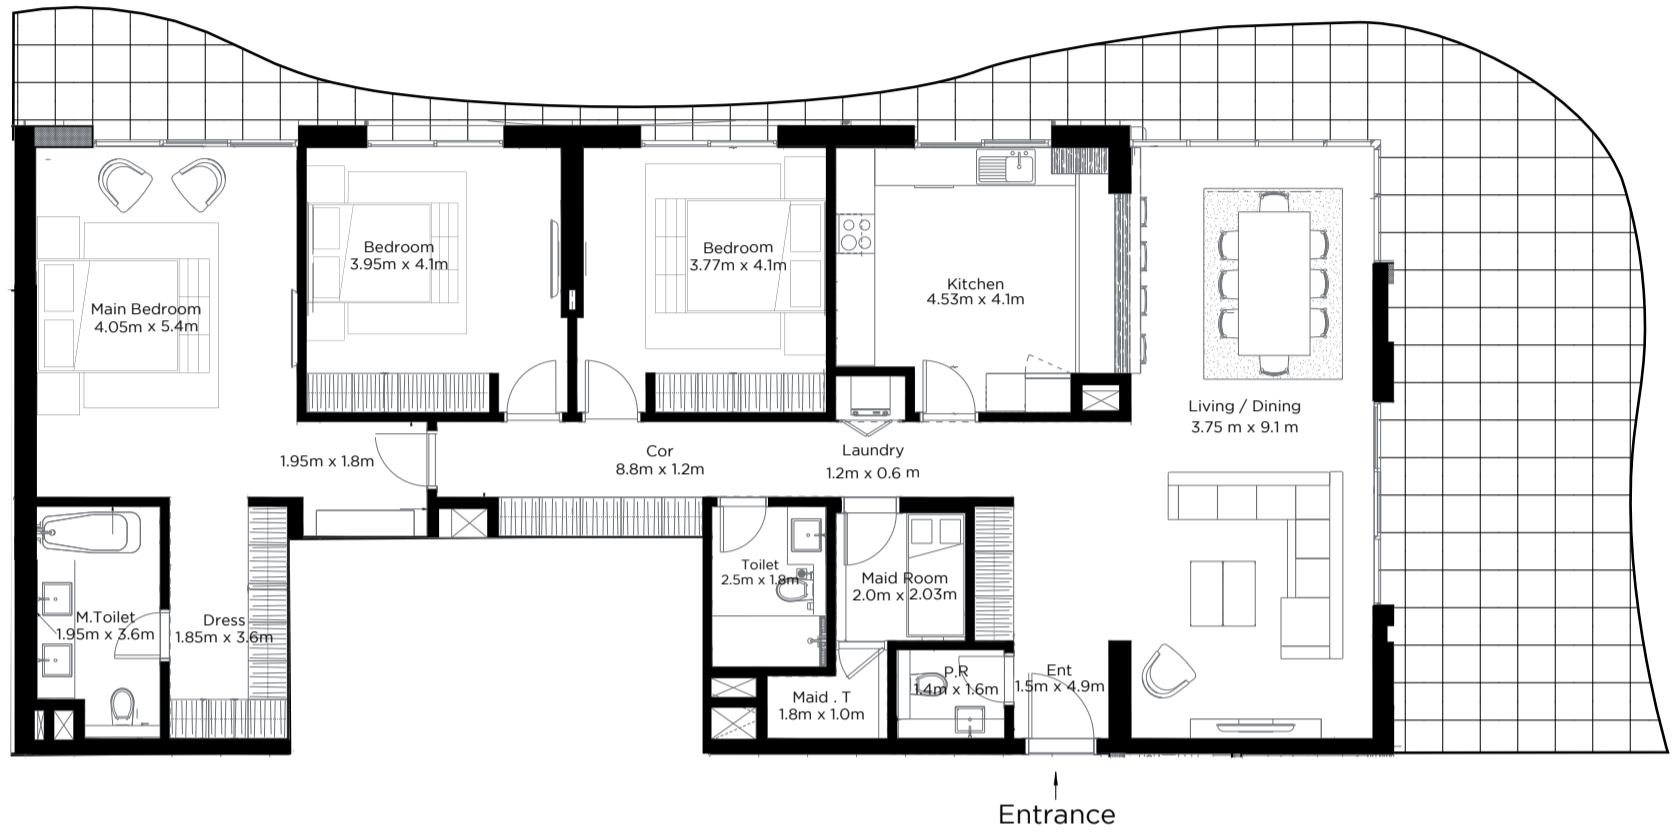 Main Bedroom
4.05m x 5.4m
Bedroom
3.95m x 4.1m
Bedroom
3.77m x 4.1m
Kitchen
4.53m x 4.1m
Living / Dining
3.75 m x 9.1 m
1.95m x 1.8m
Cor
8.8m x 1.2m
Laundry
1.2m x 0.6 m
M.Toilet
1.95m x 3.6m
Dress
1.85m x 3.6m
Toilet
2.5m x 1.8m
Maid Room
2.0m x 2.03m
Maid . T
1.8m x 1.0m
P.R
1.4m x 1.6m
Ent
1.5m x 4.9m
Entrance